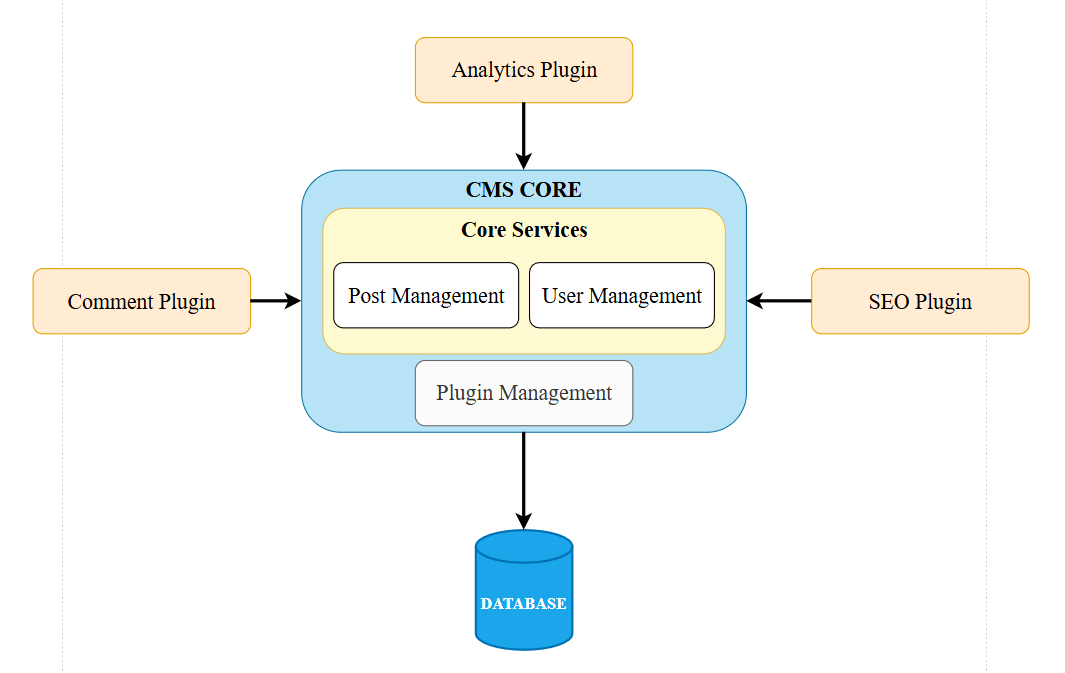 Analytics Plugin
CMS CORE
Core Services
Post Management
User Management
Comment Plugin
SEO Plugin
Plugin Management
DATABASE